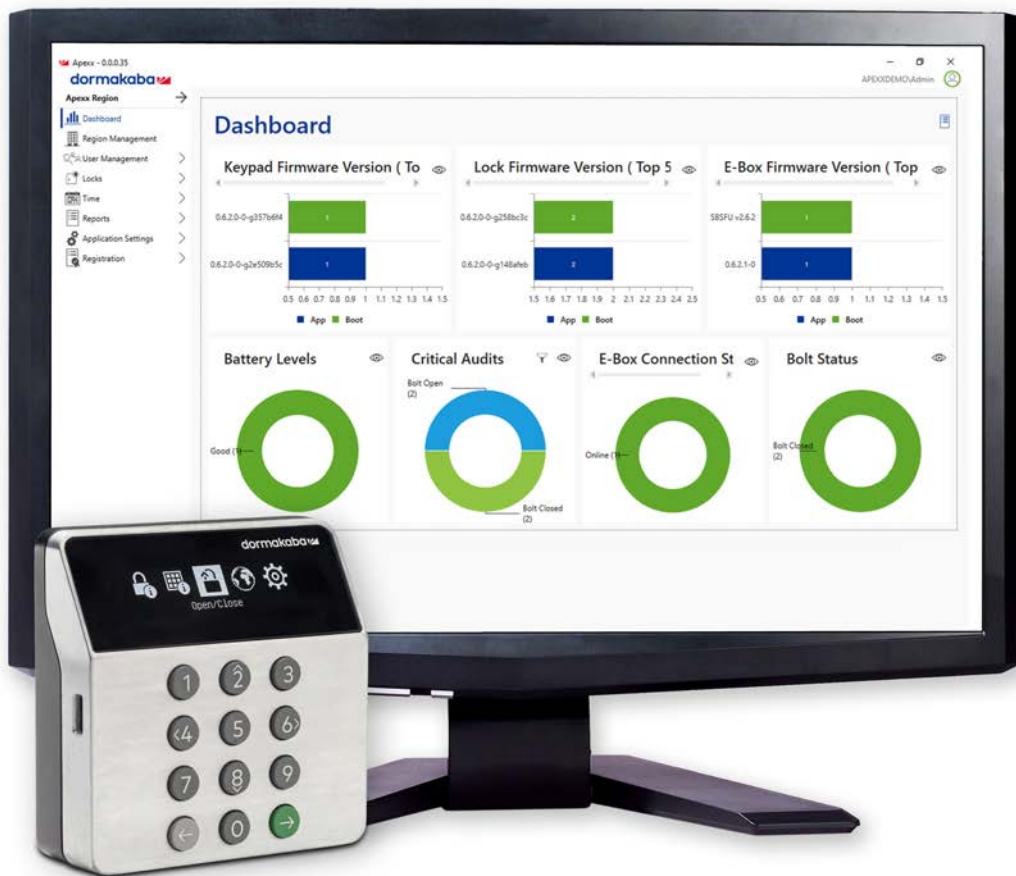 Apexx - 0.0.0.35
dormakaba
APEXXDEMO\Admin
Apexx Region
Dashboard
Region Management
User Management
Locks
Time
Reports
Application Settings
Registration
Dashboard
Keypad Firmware Version ( To
0.6.2.0-0-g357b6f4
1
0.6.2.0-0-g2e509b5c
1
0.5 0.6 0.7 0.8 0.9 1 1.1 1.2 1.3 1.4 1.5
App Boot
Lock Firmware Version ( Top 5
0.6.2.0-0-g258bc3c
2
0.6.2.0-0-g148afeb
2
1.5 1.6 1.7 1.8 1.9 2 2.1 2.2 2.3 2.4 2.5
App Boot
E-Box Firmware Version ( Top
SBSFU v2.6.2
1
0.6.2.1-0
1
0.5 0.6 0.7 0.8 0.9 1 1.1 1.2 1.3 1.4 1.5
App Boot
Battery Levels
Good (1)
Critical Audits
Bolt Open
(2)
Bolt Closed
(2)
E-Box Connection St
Online (1)
Bolt Status
Bolt Closed
(2)
dormakaba
Open/Close
1 2 3
<4 5 6>
7 8 9
← 0 →